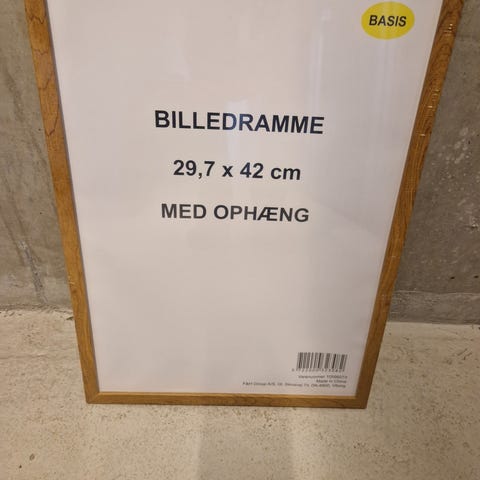 BASIS
BILLEDRAMME
29,7 x 42 cm
MED OPHÆNG
Made in China